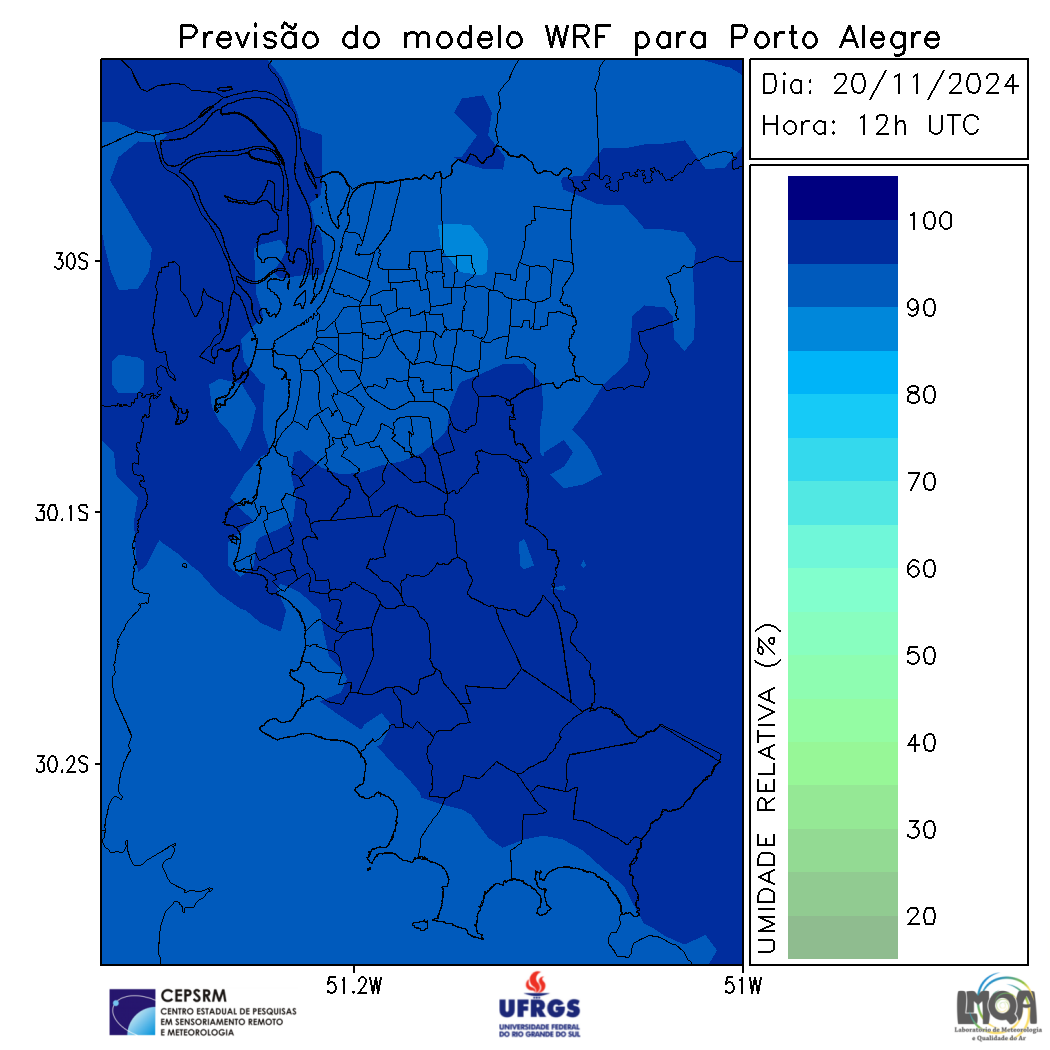 Previsão do modelo WRF para Porto Alegre
Dia: 20/11/2024
Hora: 12h UTC
100
90
80
70
60
50
40
30
20
UMIDADE RELATIVA (%)
30S
30.1S
30.2S
51.2W
51W
CEPSRM
CENTRO ESTADUAL DE PESQUISAS
EM SENSORIAMENTO REMOTO
E METEOROLOGIA
UFRGS
UNIVERSIDADE FEDERAL
DO RIO GRANDE DO SUL
LMQA
Laboratório de Meteorologia
e Qualidade do Ar